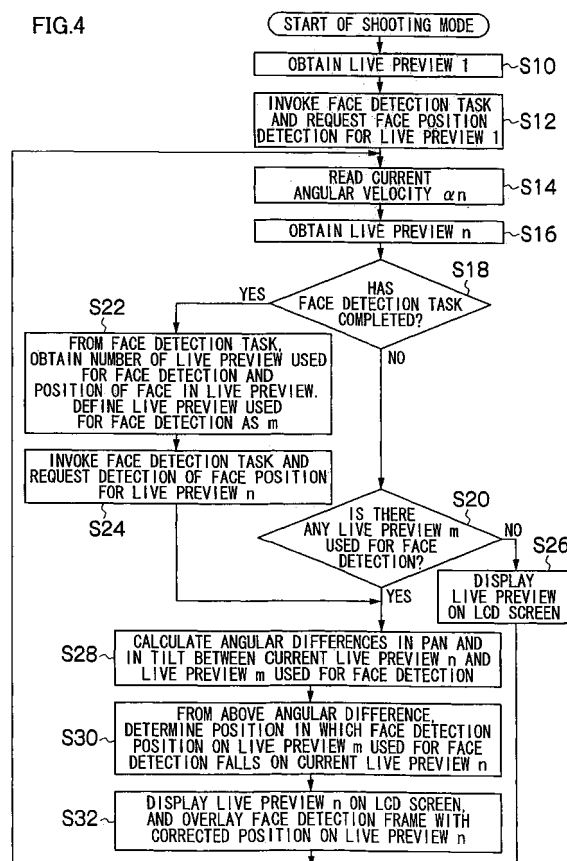 FIG.4
START OF SHOOTING MODE
OBTAIN LIVE PREVIEW 1
S10
INVOKE FACE DETECTION TASK
AND REQUEST FACE POSITION
DETECTION FOR LIVE PREVIEW 1
S12
READ CURRENT
ANGULAR VELOCITY αn
S14
OBTAIN LIVE PREVIEW n
S16
HAS
FACE DETECTION TASK
COMPLETED?
S18
YES
NO
S22
FROM FACE DETECTION TASK,
OBTAIN NUMBER OF LIVE PREVIEW USED
FOR FACE DETECTION AND
POSITION OF FACE IN LIVE PREVIEW.
DEFINE LIVE PREVIEW USED
FOR FACE DETECTION AS m
INVOKE FACE DETECTION TASK AND
REQUEST DETECTION OF FACE POSITION
FOR LIVE PREVIEW n
S24
S20
IS THERE
ANY LIVE PREVIEW m
USED FOR FACE
DETECTION?
NO
YES
S26
DISPLAY
LIVE PREVIEW
ON LCD SCREEN
S28
CALCULATE ANGULAR DIFFERENCES IN PAN AND
IN TILT BETWEEN CURRENT LIVE PREVIEW n AND
LIVE PREVIEW m USED FOR FACE DETECTION
S30
FROM ABOVE ANGULAR DIFFERENCE,
DETERMINE POSITION IN WHICH FACE DETECTION
POSITION ON LIVE PREVIEW m USED FOR FACE
DETECTION FALLS ON CURRENT LIVE PREVIEW n
S32
DISPLAY LIVE PREVIEW n ON LCD SCREEN,
AND OVERLAY FACE DETECTION FRAME WITH
CORRECTED POSITION ON LIVE PREVIEW n